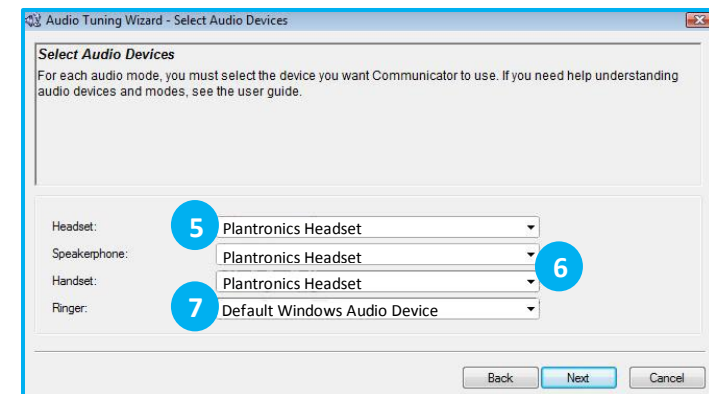 Audio Tuning Wizard - Select Audio Devices
Select Audio Devices
For each audio mode, you must select the device you want Communicator to use. If you need help understanding
audio devices and modes, see the user guide.
Headset: 5 Plantronics Headset
Speakerphone: Plantronics Headset
6
Handset: Plantronics Headset
Ringer: 7 Default Windows Audio Device
Back Next Cancel